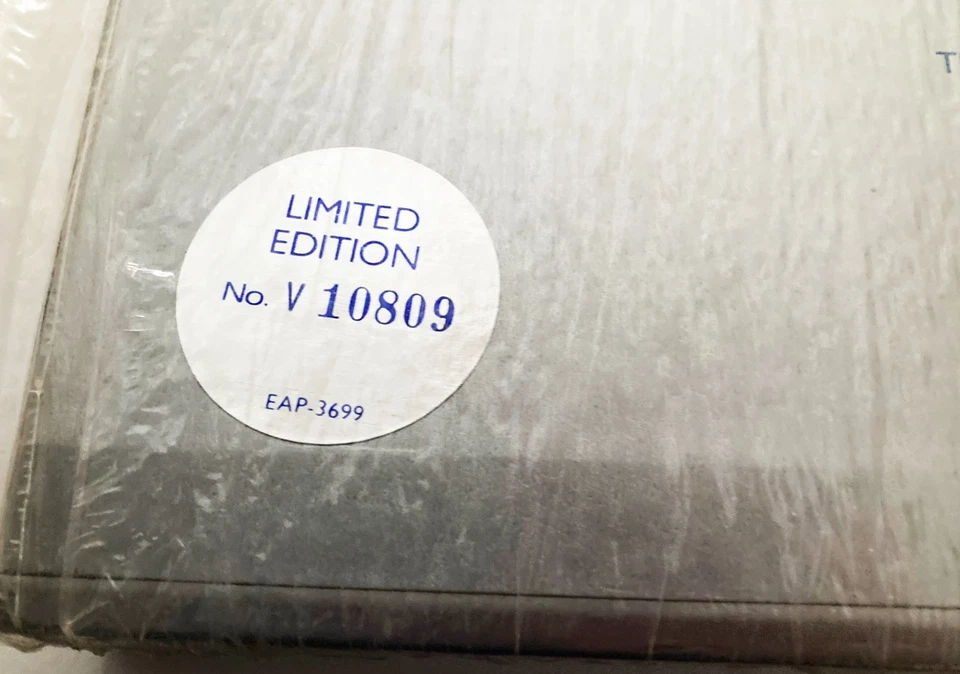 LIMITED
EDITION
No. V 10809
EAP-3699